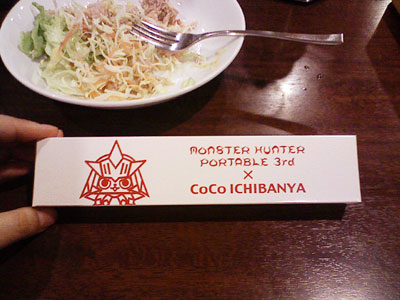 MONSTER HUNTER
PORTABLE 3rd
×
CoCo ICHIBANYA